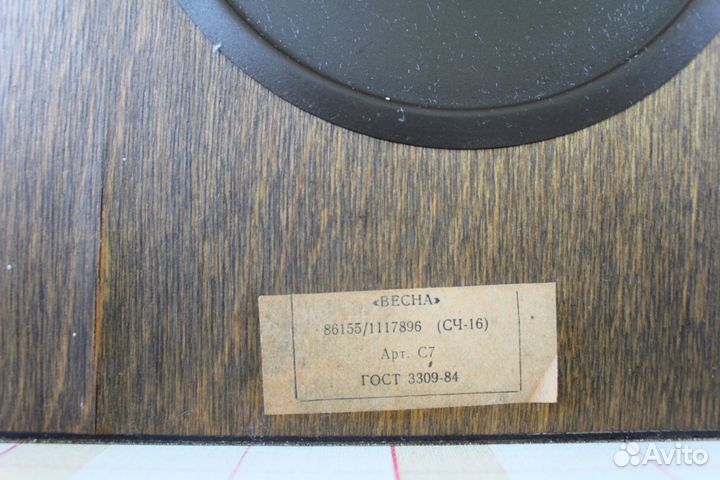 «ВЕСНА»
86155/1117896 (СЧ-16)
Арт. С7
ГОСТ 3309-84
Avito